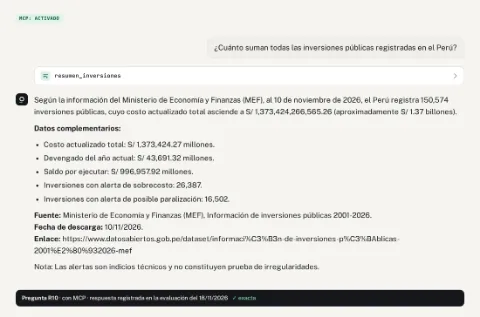 MCP: ACTIVADO
¿Cuánto suman todas las inversiones públicas registradas en el Perú?
resumen_inversiones
Según la información del Ministerio de Economía y Finanzas (MEF), al 10 de noviembre de 2026, el Perú registra 150,574
inversiones públicas, cuyo costo actualizado total asciende a S/ 1,373,424,266,565.26 (aproximadamente S/ 1.37 billones).
Datos complementarios:
• Costo actualizado total: S/ 1,373,424.27 millones.
• Devengado del año actual: S/ 43,691.32 millones.
• Saldo por ejecutar: S/ 996,957.92 millones.
• Inversiones con alerta de sobrecosto: 26,387.
• Inversiones con alerta de posible paralización: 16,502.
Fuente: Ministerio de Economía y Finanzas (MEF), Información de inversiones públicas 2001-2026.
Fecha de descarga: 10/11/2026.
Enlace: https://www.datosabiertos.gob.pe/dataset/informaci%C3%B3n-de-inversiones-p%C3%BAblicas-
2001%E2%80%932026-mef
Nota: Las alertas son indicios técnicos y no constituyen prueba de irregularidades.
Pregunta R10 · con MCP · respuesta registrada en la evaluación del 18/11/2026 ✓ exacta